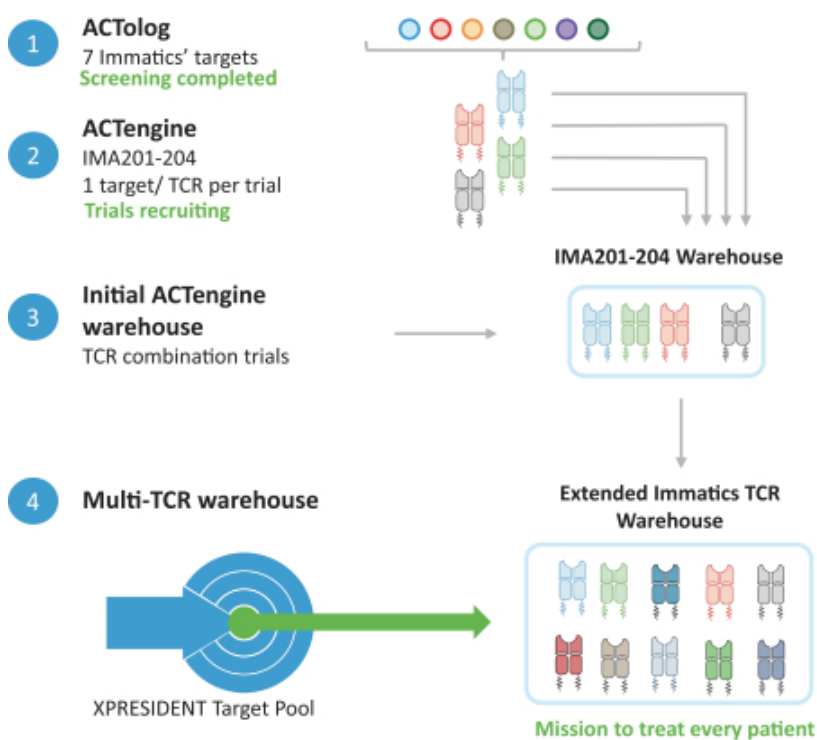 1
ACTolog
7 Immatics' targets
Screening completed
2
ACTengine
IMA201-204
1 target/ TCR per trial
Trials recruiting
IMA201-204 Warehouse
3
Initial ACTengine
warehouse
TCR combination trials
4
Multi-TCR warehouse
Extended Immatics TCR
Warehouse
XPRESIDENT Target Pool
Mission to treat every patient